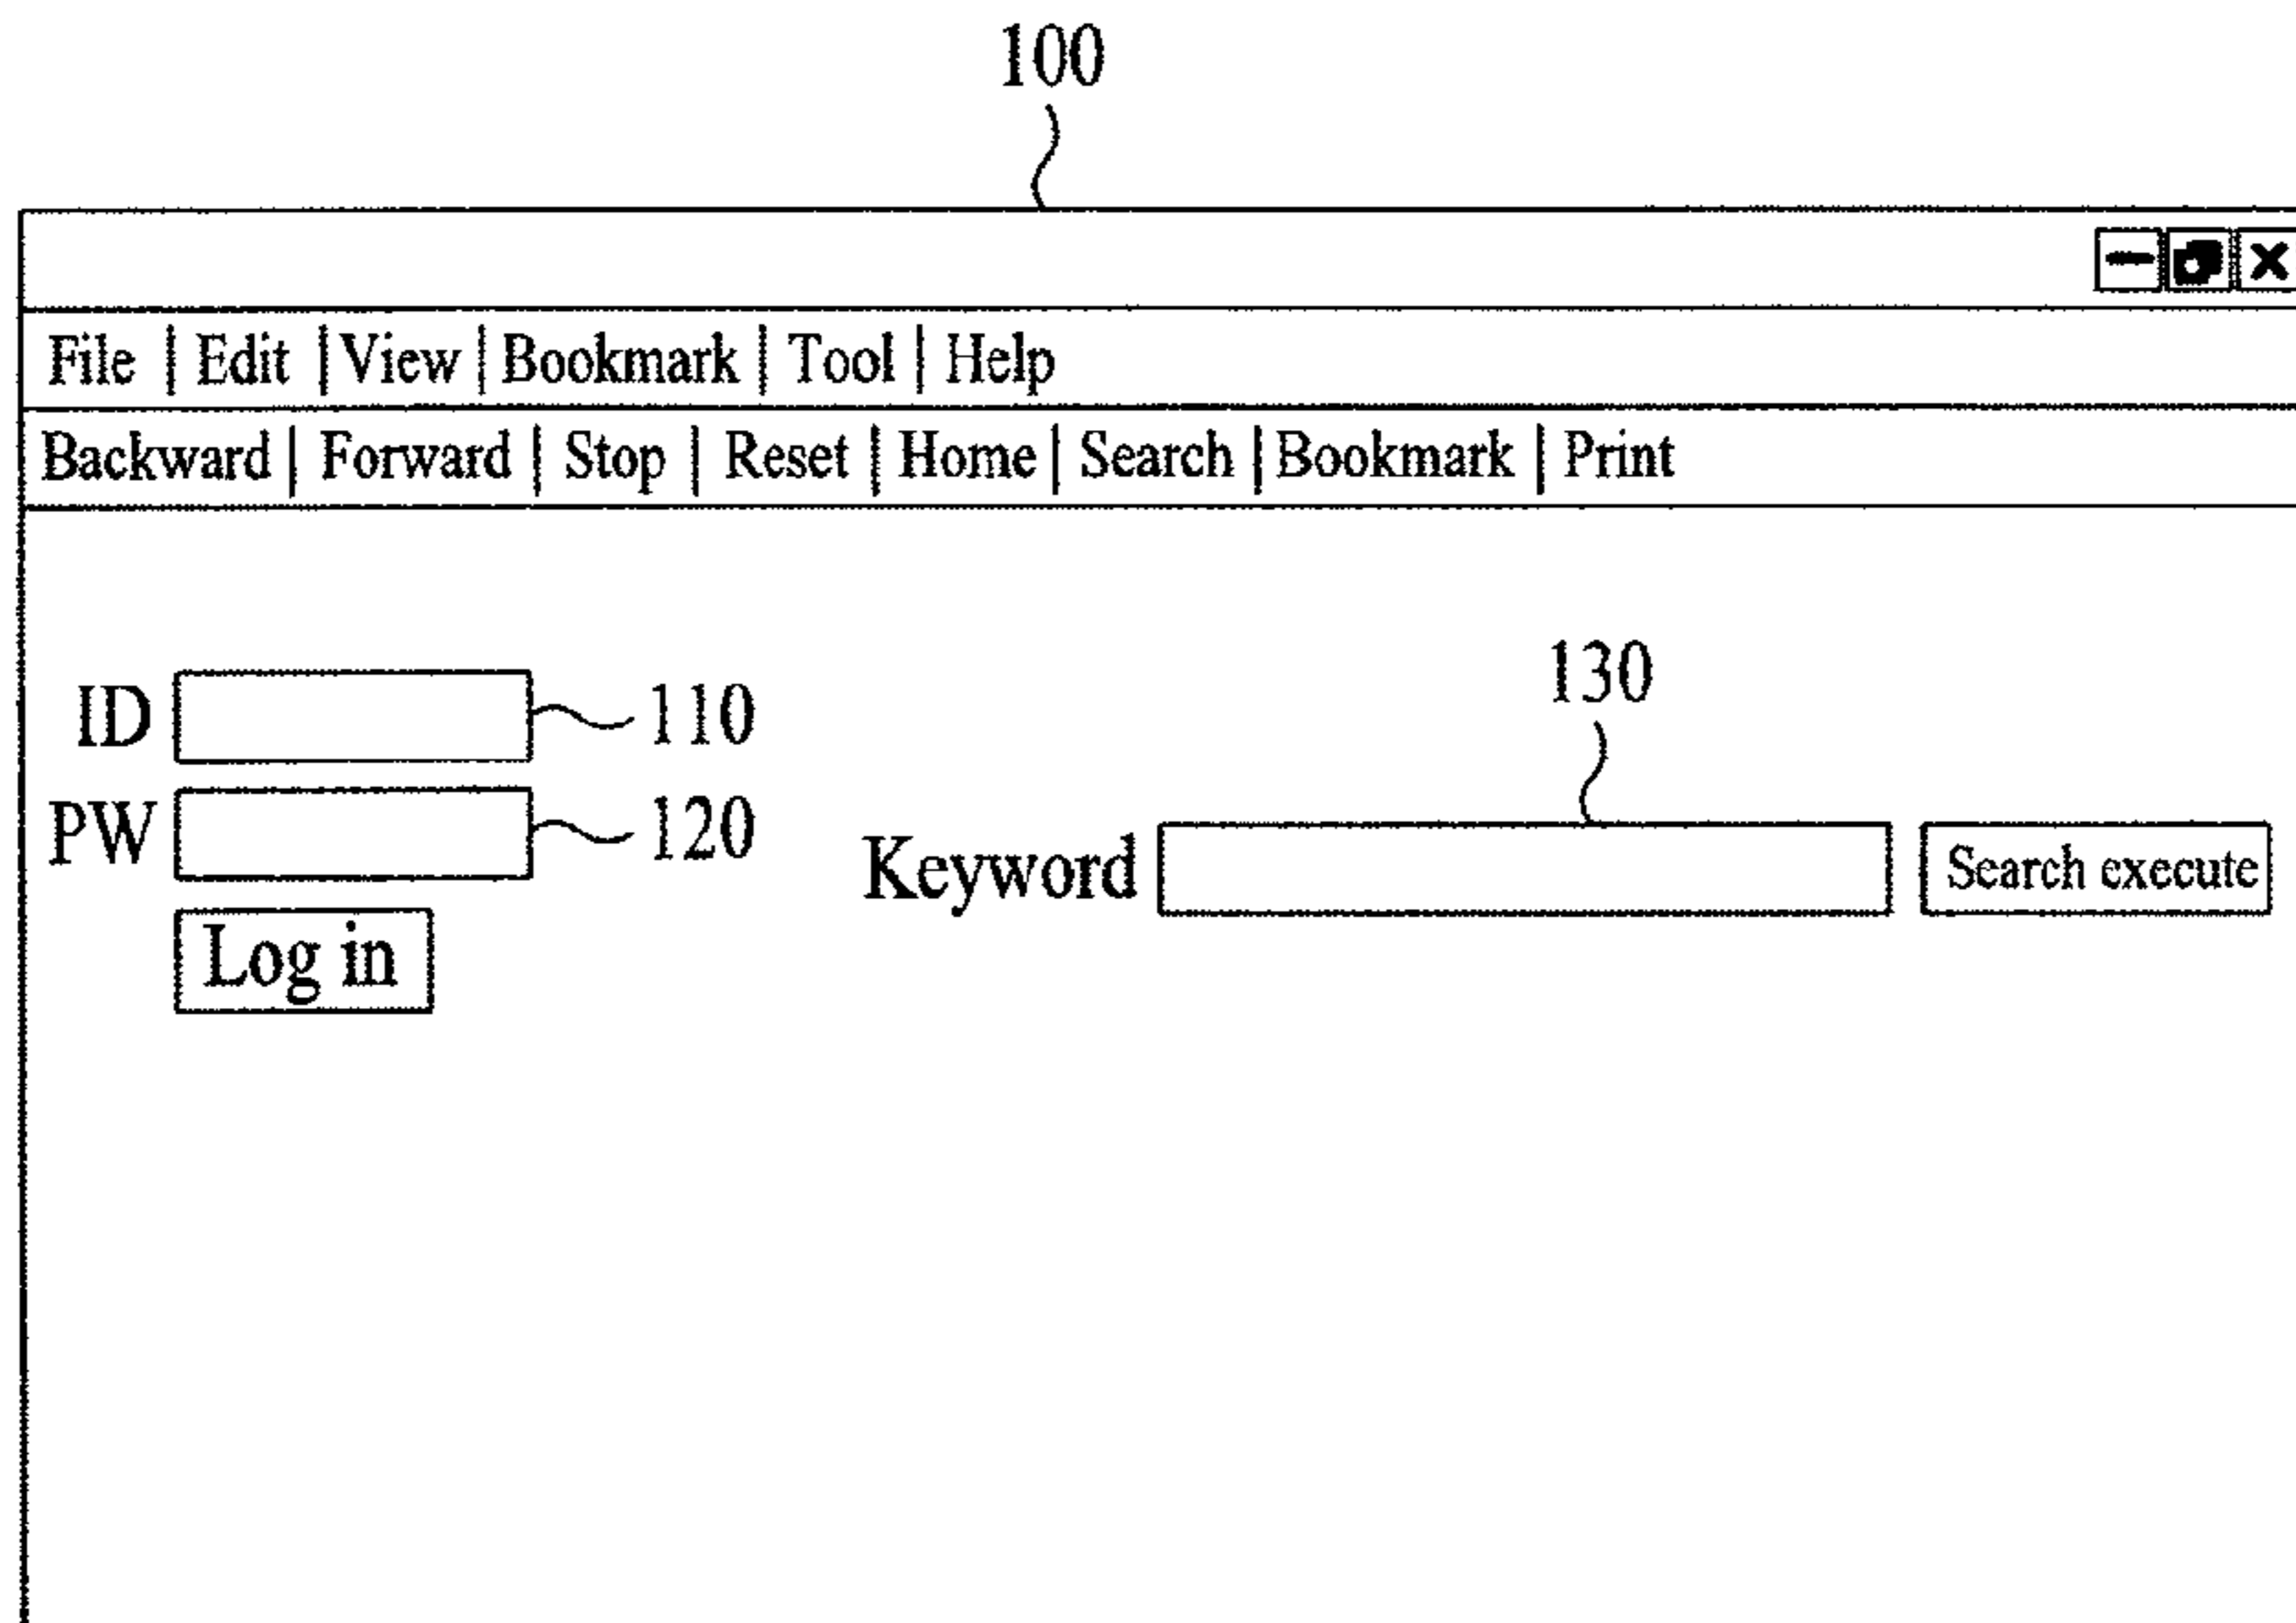 100
File | Edit | View | Bookmark | Tool | Help
Backward | Forward | Stop | Reset | Home | Search | Bookmark | Print
ID 110
PW 120
Log in
130
Keyword Search execute